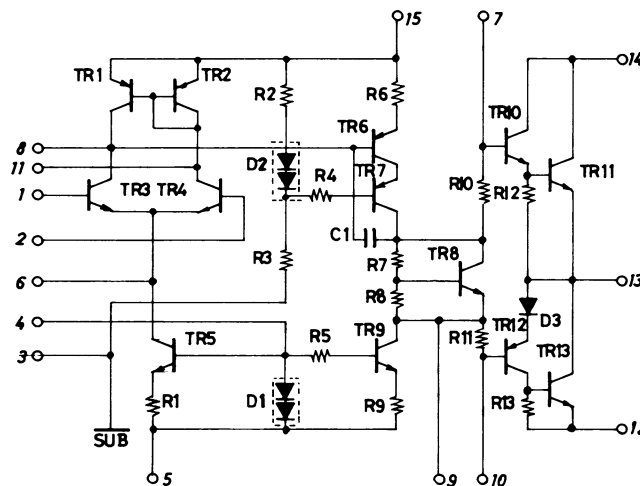 15
7
14
TR1
TR2
R2
R6
TR10
TR6
8
D2
TR11
11
TR7
R4
R10
R12
1
TR3
TR4
2
C1
R3
R7
TR8
6
13
R8
4
D3
TR12
R5
TR9
R11
3
TR5
TR13
D1
R1
R9
R13
SUB
12
5
9
10